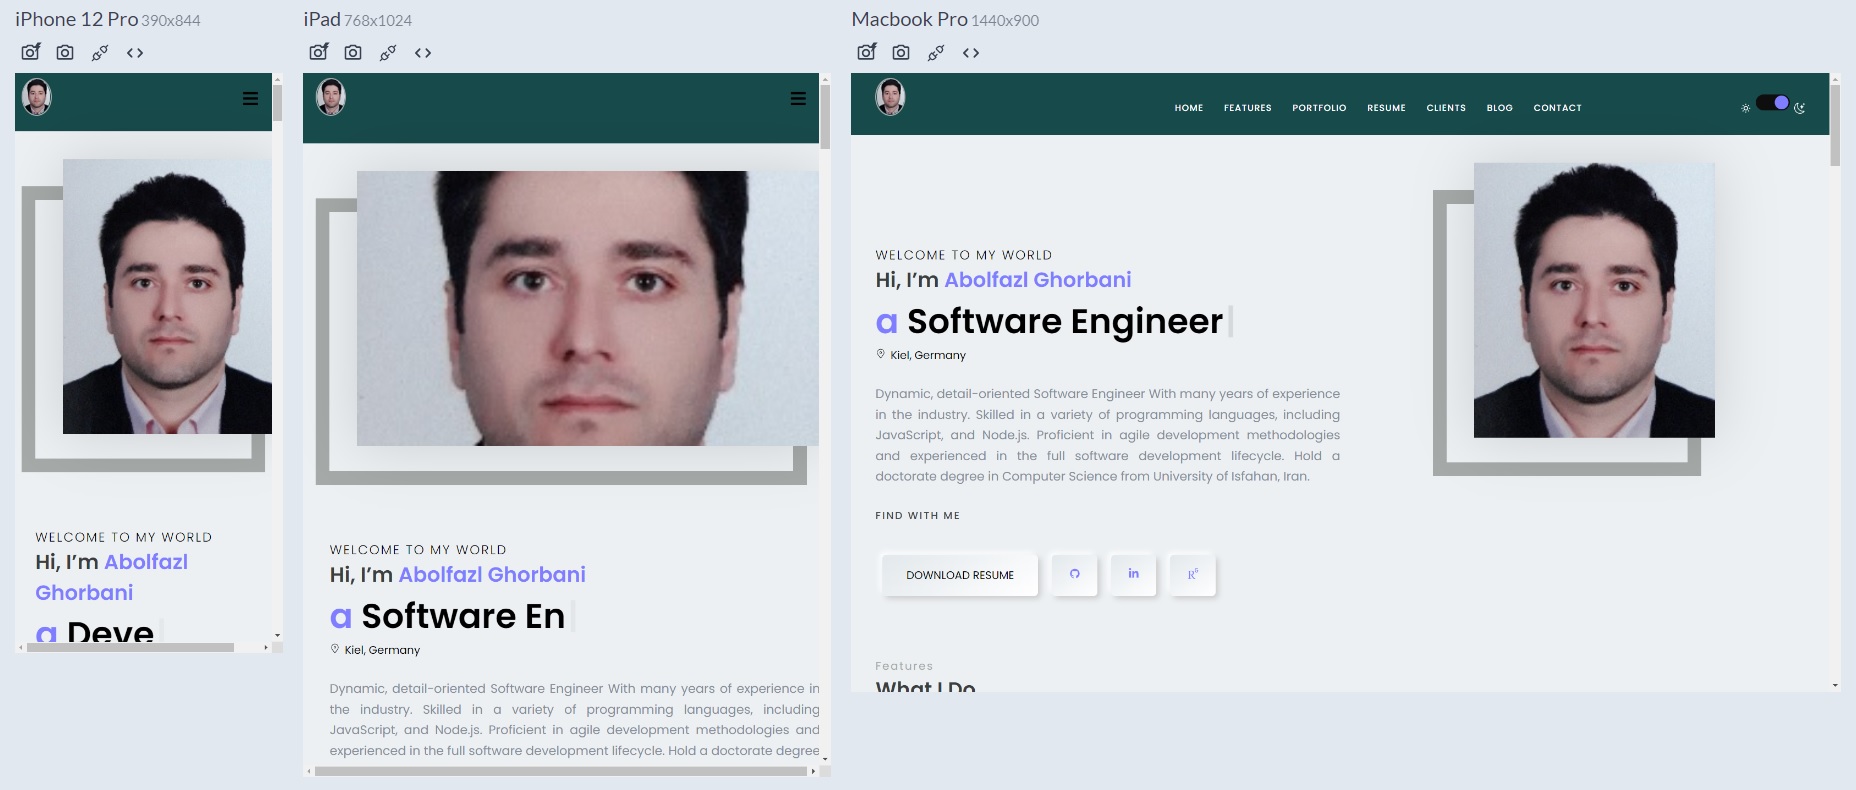 iPhone 12 Pro 390x844
WELCOME TO MY WORLD
Hi, I'm Abolfazl
Ghorbani
a Deve
iPad 768x1024
WELCOME TO MY WORLD
Hi, I'm Abolfazl Ghorbani
a Software En
Kiel, Germany
Dynamic, detail-oriented Software Engineer With many years of experience in
the industry. Skilled in a variety of programming languages, including
JavaScript, and Node.js. Proficient in agile development methodologies and
experienced in the full software development lifecycle. Hold a doctorate degree
Macbook Pro 1440x900
HOME FEATURES PORTFOLIO RESUME CLIENTS BLOG CONTACT
WELCOME TO MY WORLD
Hi, I'm Abolfazl Ghorbani
a Software Engineer
Kiel, Germany
Dynamic, detail-oriented Software Engineer With many years of experience
in the industry. Skilled in a variety of programming languages, including
JavaScript, and Node.js. Proficient in agile development methodologies
and experienced in the full software development lifecycle. Hold a
doctorate degree in Computer Science from University of Isfahan, Iran.
FIND WITH ME
DOWNLOAD RESUME in RG
Features
What I Do